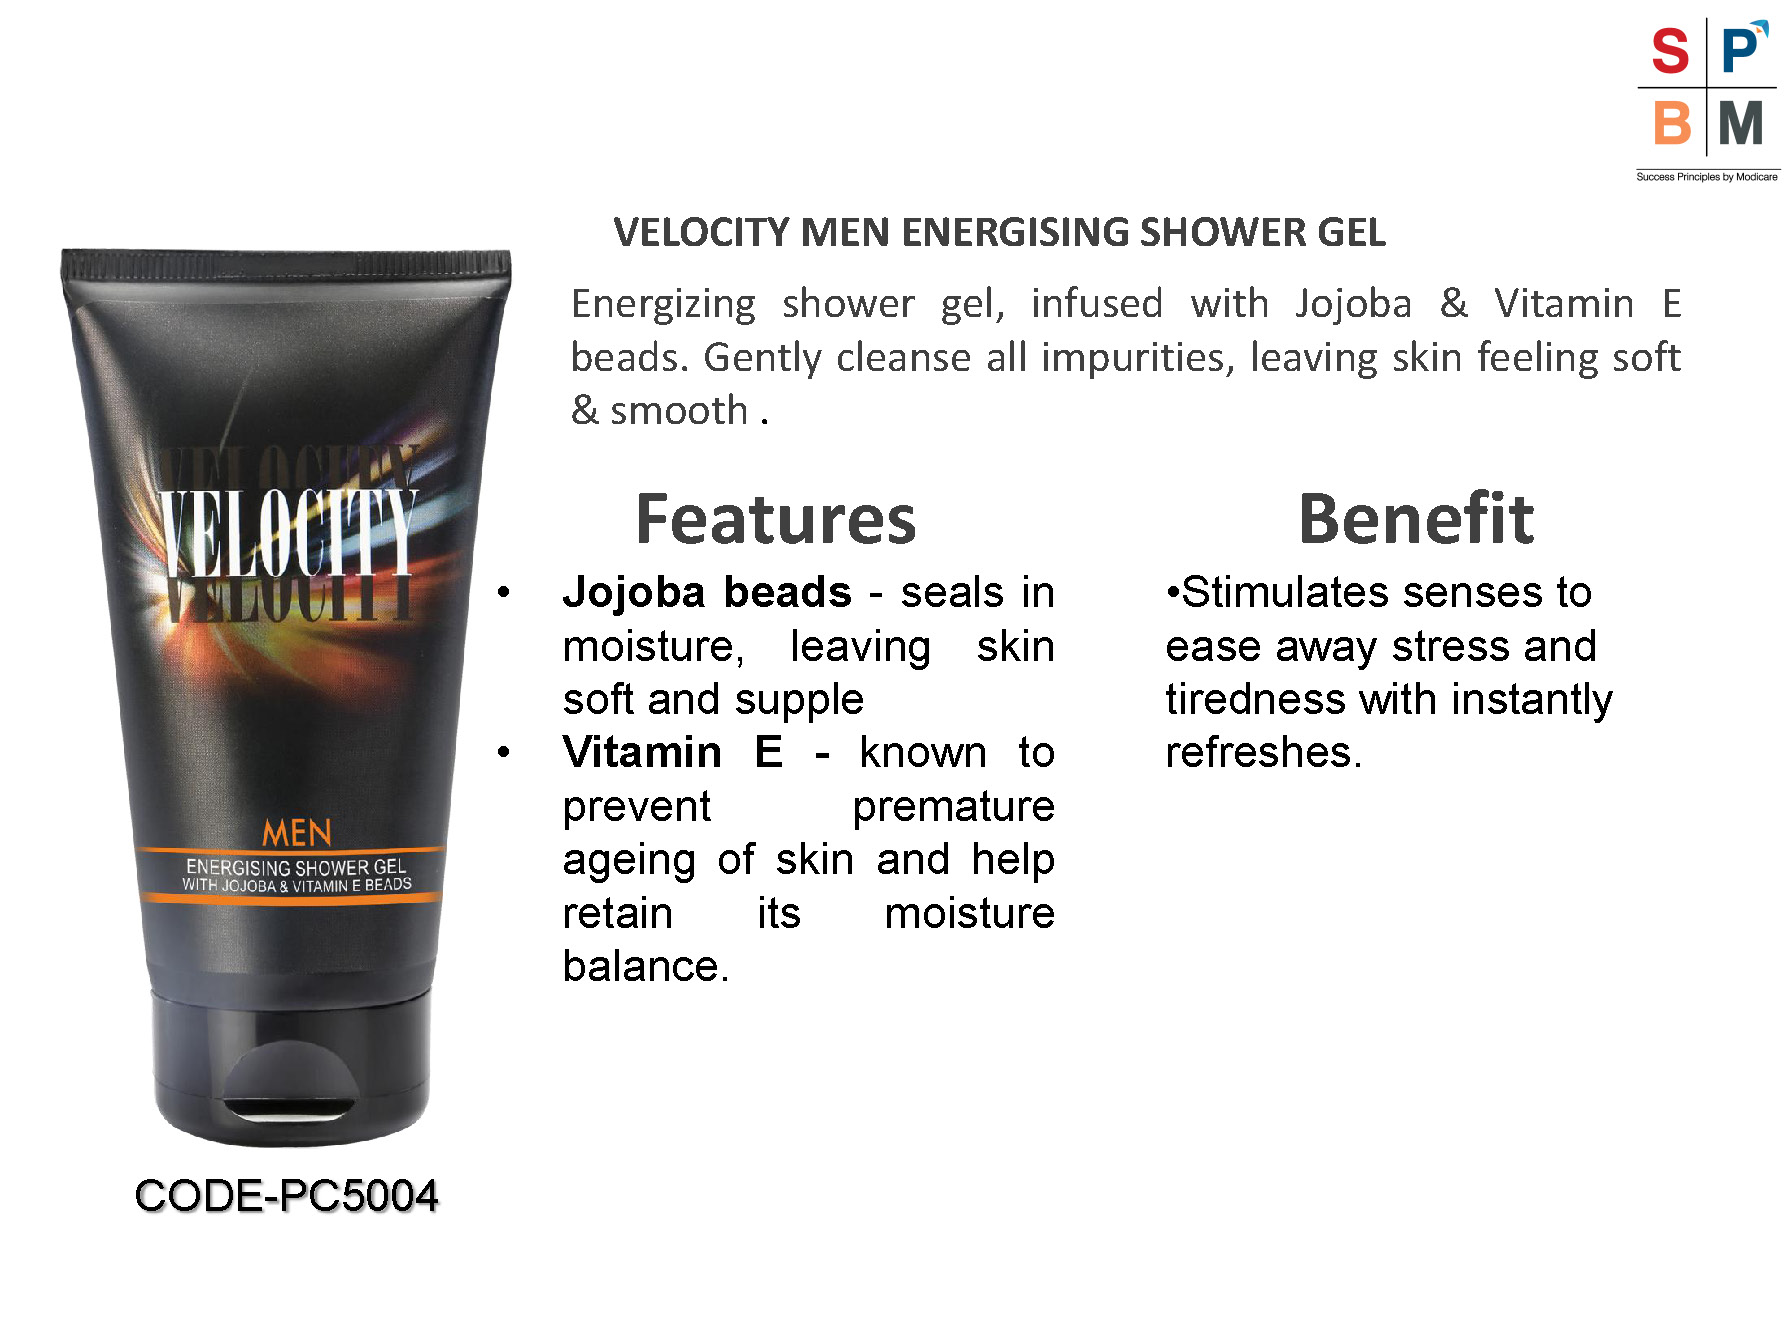 S P
B M
Success Principles by Modicare
VELOCITY MEN ENERGISING SHOWER GEL
Energizing shower gel, infused with Jojoba & Vitamin E
beads. Gently cleanse all impurities, leaving skin feeling soft
& smooth .
Features
• Jojoba beads - seals in
moisture, leaving skin
soft and supple
• Vitamin E - known to
prevent premature
ageing of skin and help
retain its moisture
balance.
Benefit
•Stimulates senses to
ease away stress and
tiredness with instantly
refreshes.
VELOCITY
VELOCITY
VELOCITY
MEN
ENERGISING SHOWER GEL
WITH JOJOBA & VITAMIN E BEADS
CODE-PC5004